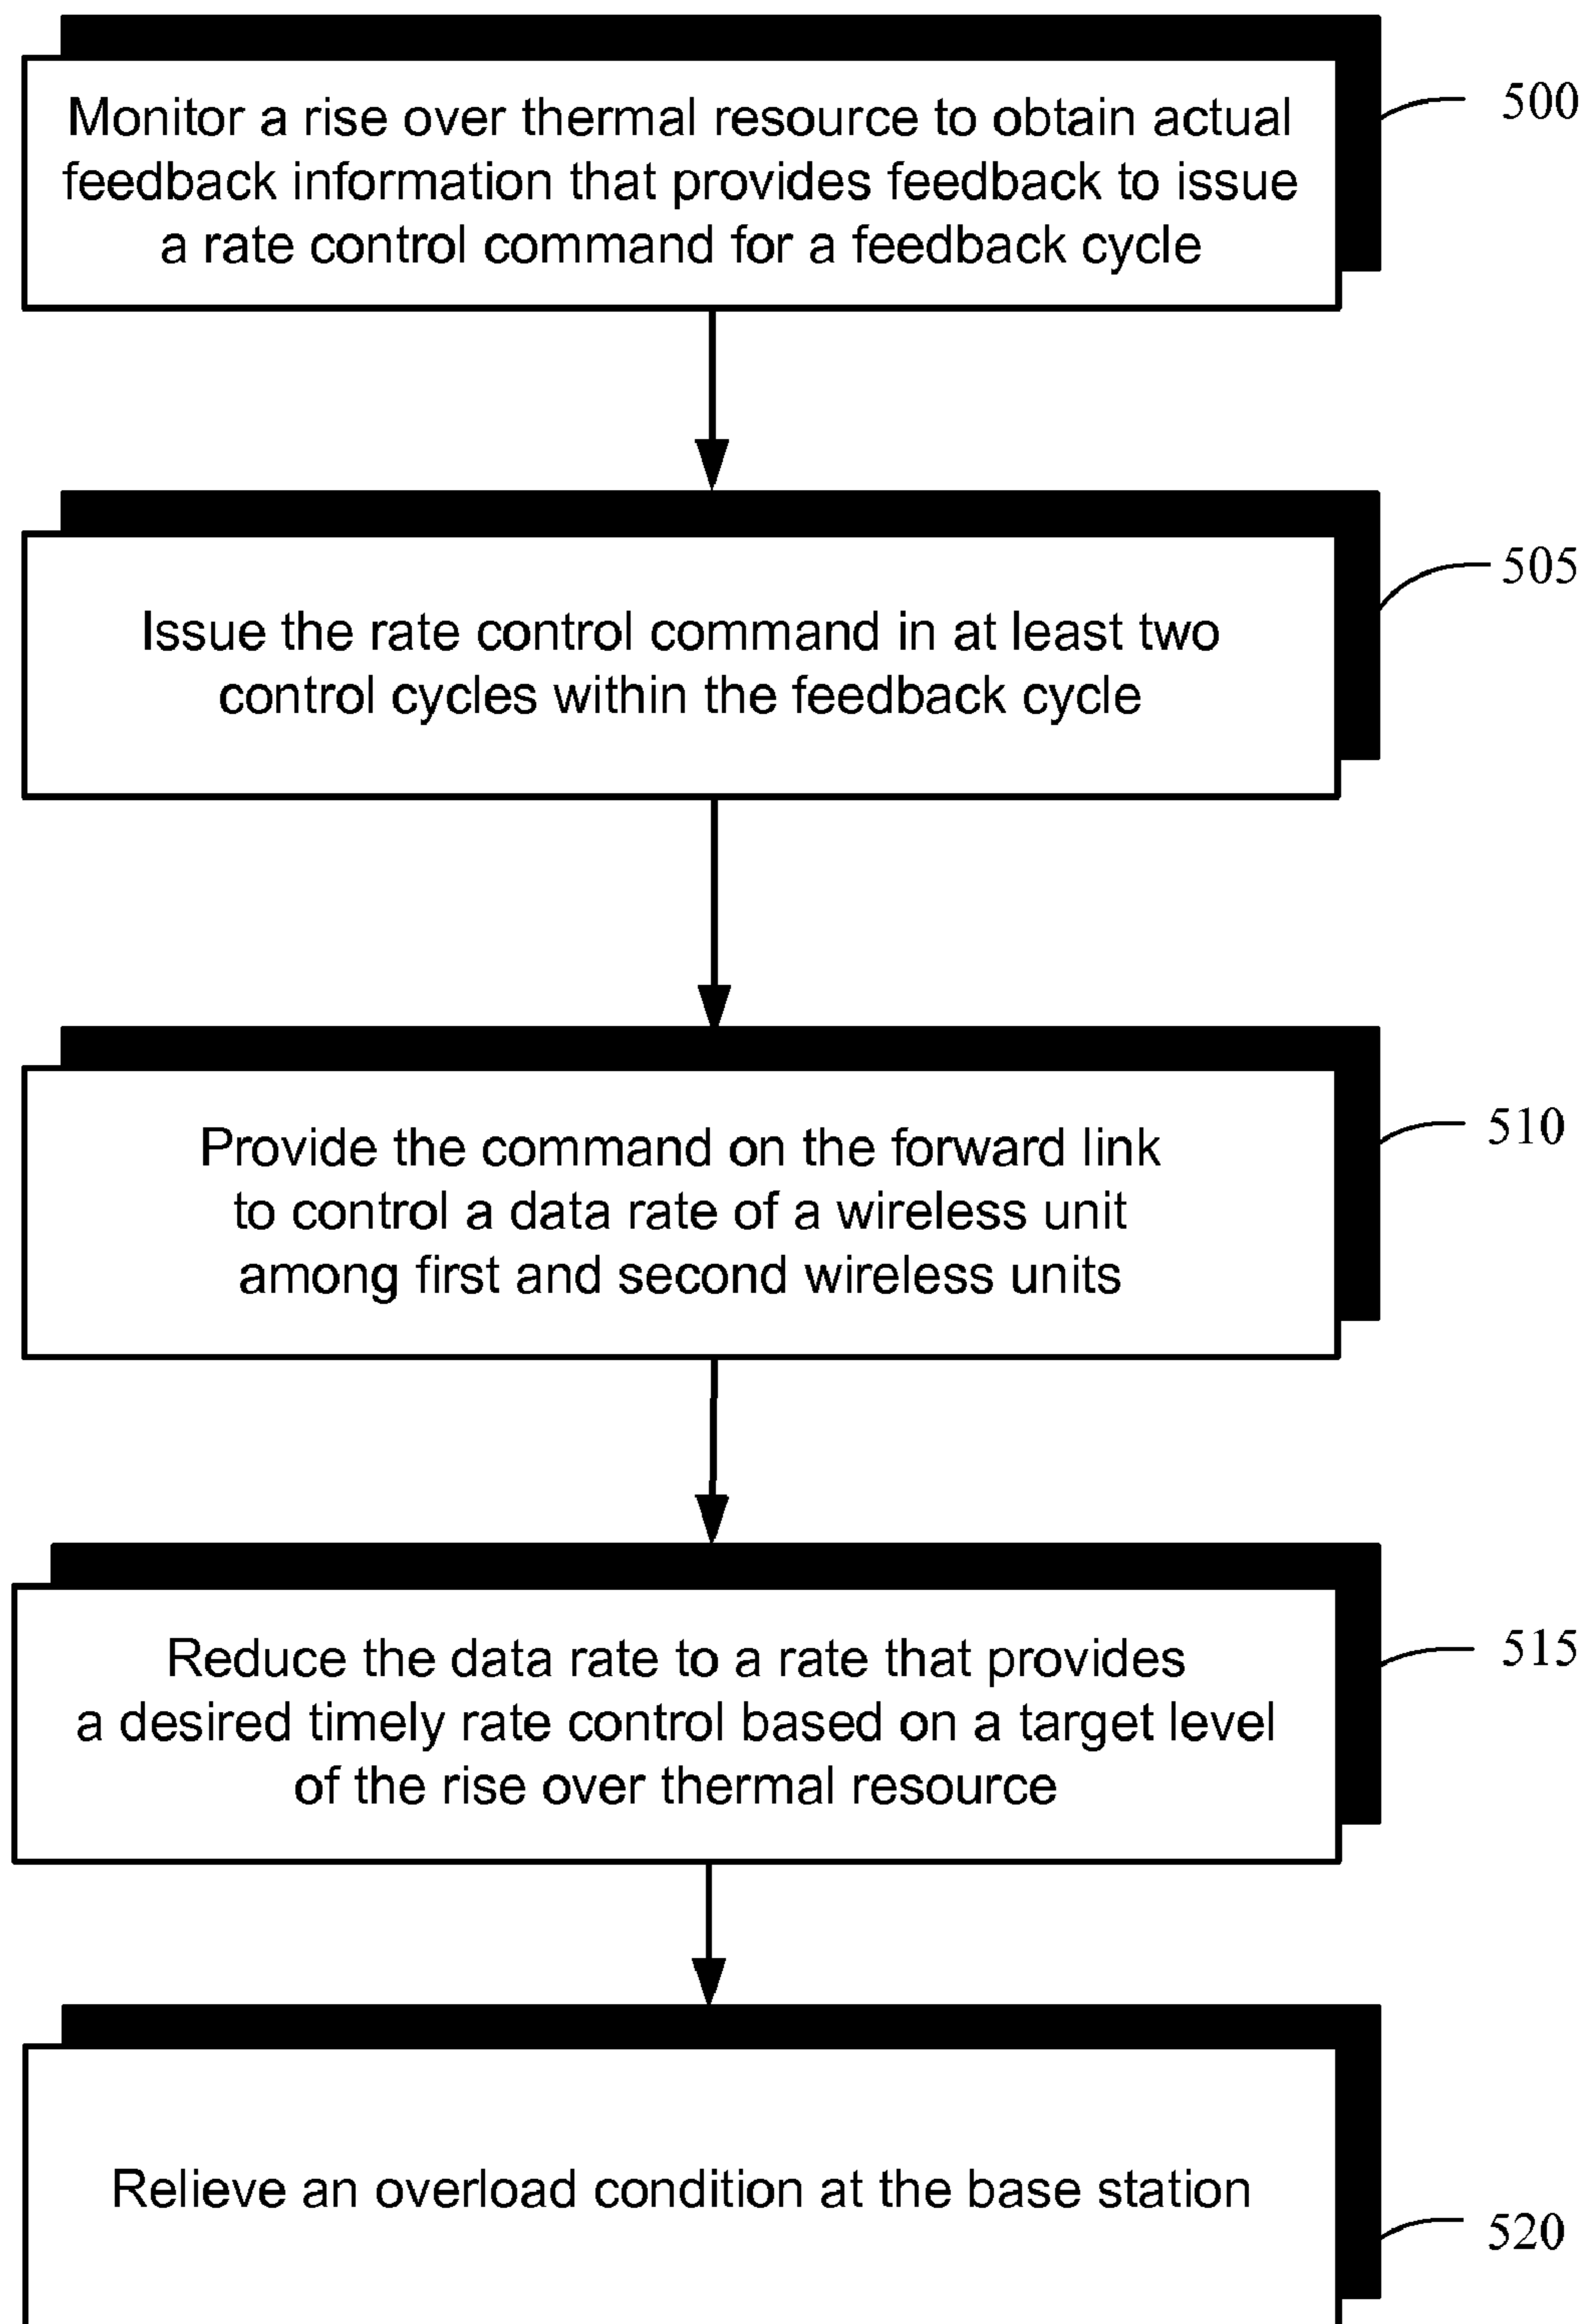 Monitor a rise over thermal resource to obtain actual
feedback information that provides feedback to issue
a rate control command for a feedback cycle
500
Issue the rate control command in at least two
control cycles within the feedback cycle
505
Provide the command on the forward link
to control a data rate of a wireless unit
among first and second wireless units
510
Reduce the data rate to a rate that provides
a desired timely rate control based on a target level
of the rise over thermal resource
515
Relieve an overload condition at the base station
520